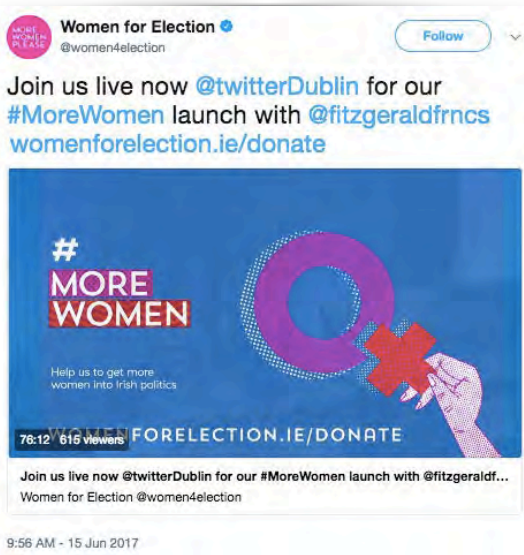 MORE
WOMEN
PLEASE
Women for Election
@women4election
Follow
Join us live now @twitterDublin for our
#MoreWomen launch with @fitzgeraldfrncs
womenforelection.ie/donate
#
MORE
WOMEN
Help us to get more
women into Irish politics
WOMENFORELECTION.IE/DONATE
76:12 615 viewers
Join us live now @twitterDublin for our #MoreWomen launch with @fitzgeraldf...
Women for Election @women4election
9:56 AM - 15 Jun 2017